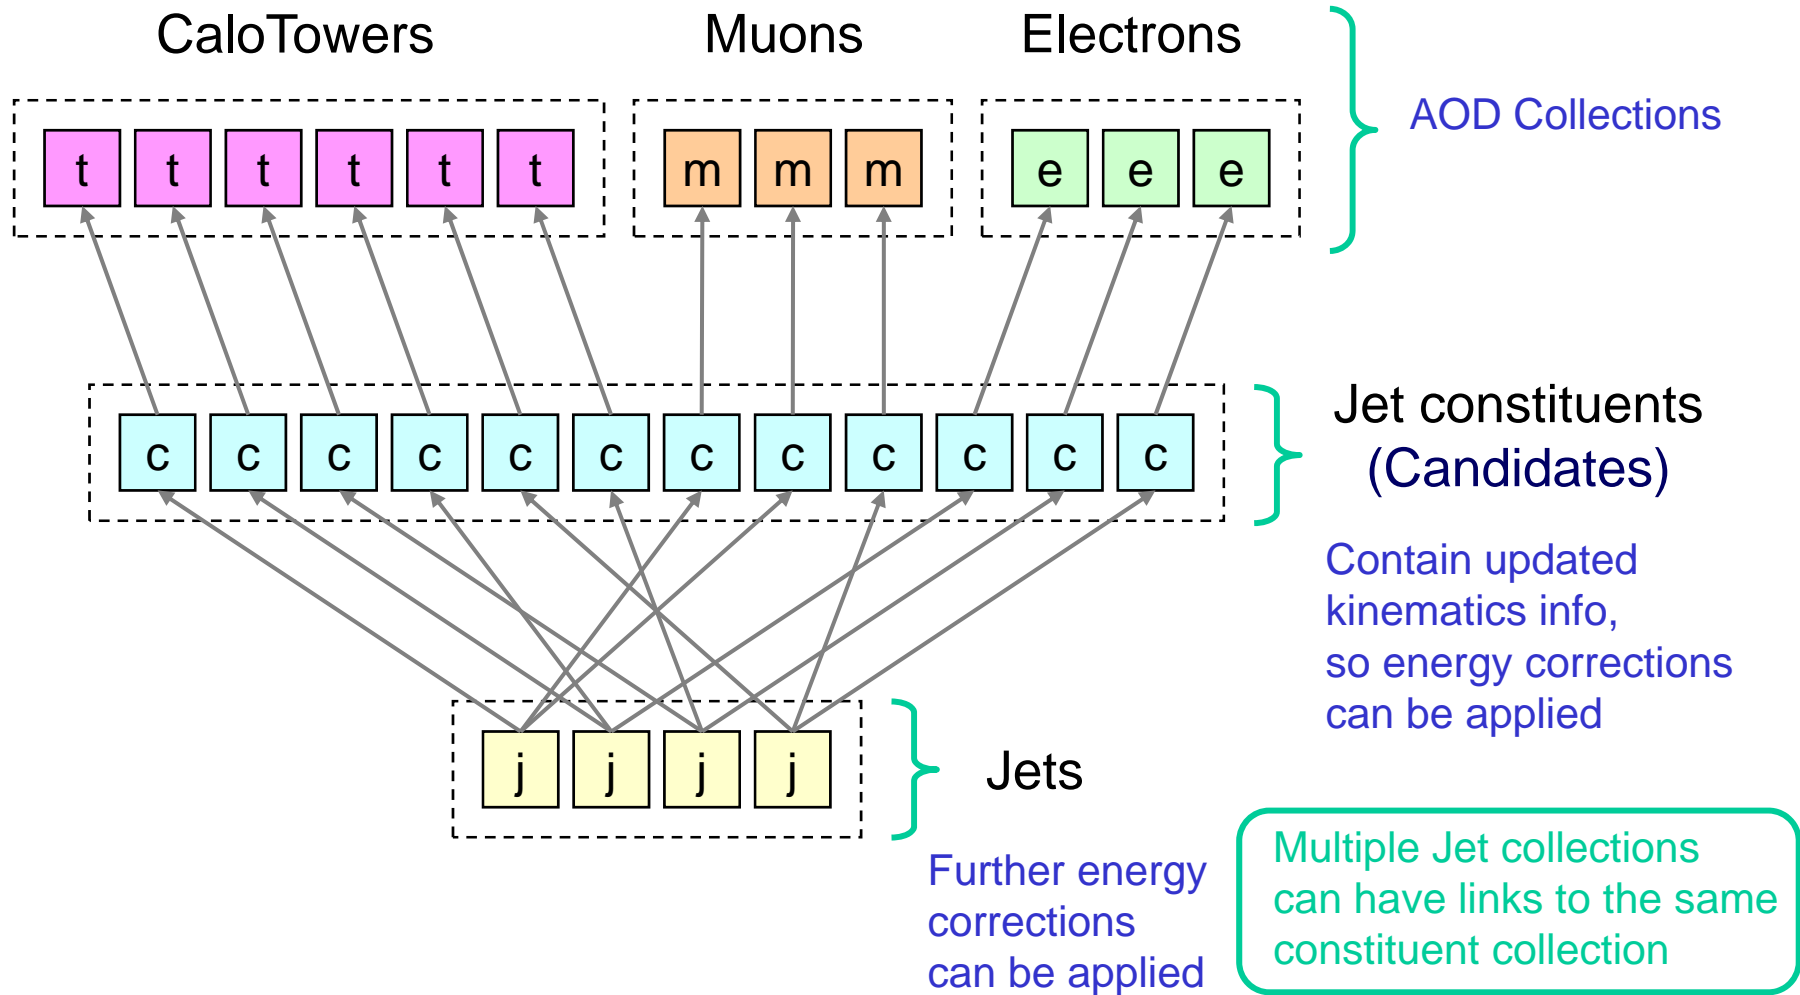 CaloTowers Muons Electrons
AOD Collections
t t t t t t m m m e e e
Jet constituents
(Candidates)
c c c c c c c c c c c c
Contain updated
kinematics info,
so energy corrections
can be applied
j j j j
Jets
Further energy
corrections
can be applied
Multiple Jet collections
can have links to the same
constituent collection